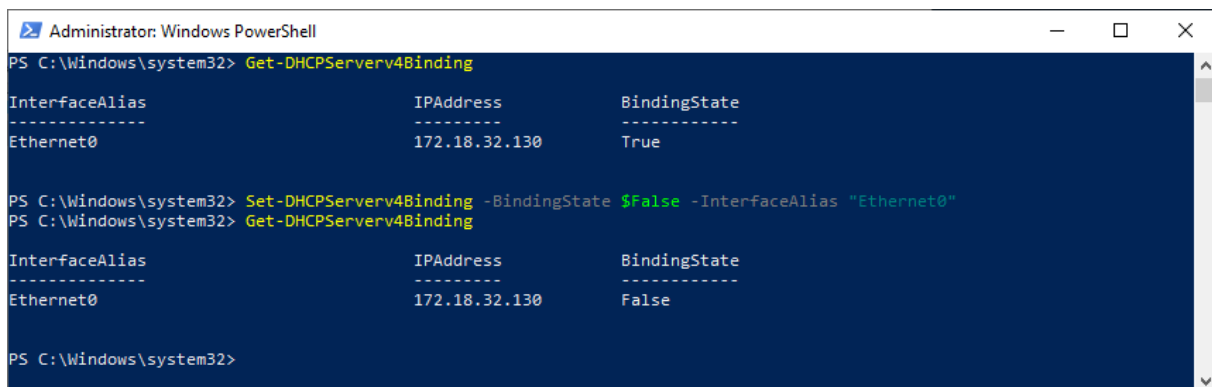 Administrator: Windows PowerShell
PS C:\Windows\system32> Get-DHCPServerv4Binding
InterfaceAlias IPAddress BindingState
-------------- --------- ------------
Ethernet0 172.18.32.130 True
PS C:\Windows\system32> Set-DHCPServerv4Binding -BindingState $False -InterfaceAlias "Ethernet0"
PS C:\Windows\system32> Get-DHCPServerv4Binding
InterfaceAlias IPAddress BindingState
-------------- --------- ------------
Ethernet0 172.18.32.130 False
PS C:\Windows\system32>